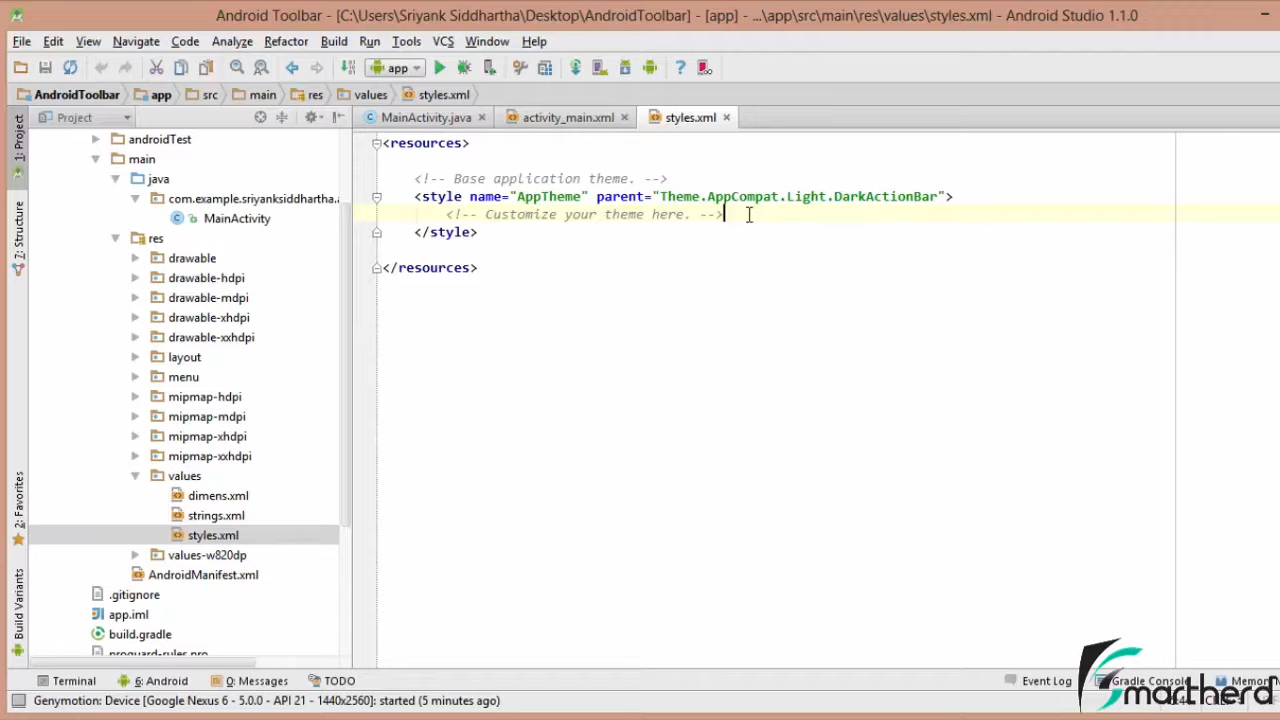 Android Toolbar - [C:\Users\Sriyank Siddhartha\Desktop\AndroidToolbar] - [app] - ...\app\src\main\res\values\styles.xml - Android Studio 1.1.0
File Edit View Navigate Code Analyze Refactor Build Run Tools VCS Window Help
app
AndroidToolbar app src main res values styles.xml
Project
MainActivity.java activity_main.xml styles.xml
1: Project
7: Structure
2: Favorites
Build Variants
androidTest
main
java
com.example.sriyanksiddhartha.
MainActivity
res
drawable
drawable-hdpi
drawable-mdpi
drawable-xhdpi
drawable-xxhdpi
layout
menu
mipmap-hdpi
mipmap-mdpi
mipmap-xhdpi
mipmap-xxhdpi
values
dimens.xml
strings.xml
styles.xml
values-w820dp
AndroidManifest.xml
.gitignore
app.iml
build.gradle
proguard-rules.pro
<resources>
<!-- Base application theme. -->
<style name="AppTheme" parent="Theme.AppCompat.Light.DarkActionBar">
<!-- Customize your theme here. -->
</style>
</resources>
Terminal 6: Android 0: Messages TODO Event Log Gradle Console
Genymotion: Device [Google Nexus 6 - 5.0.0 - API 21 - 1440x2560]: started (5 minutes ago)
Smartherd